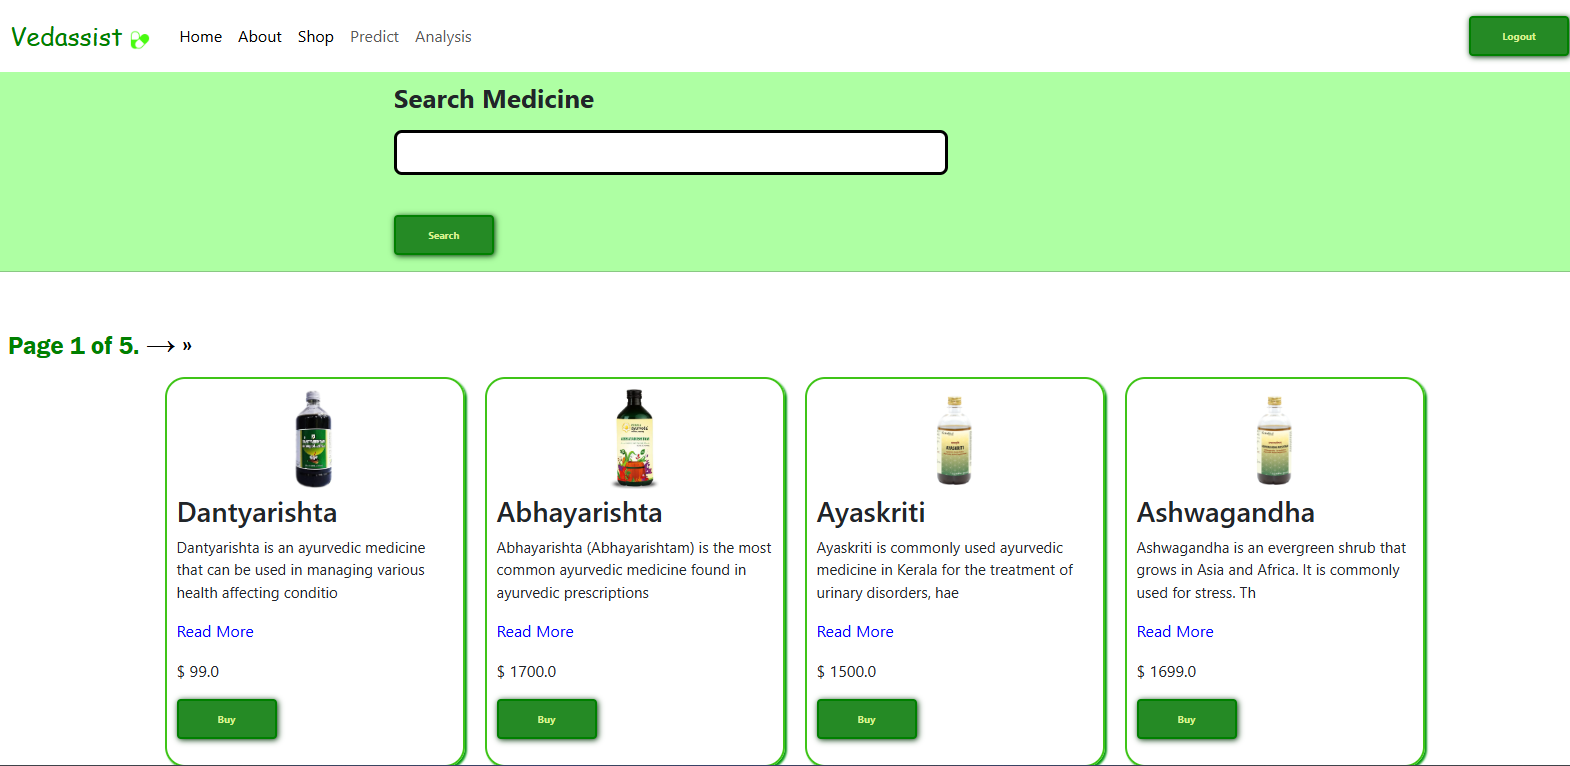 Vedassist
Home About Shop Predict Analysis
Logout
Search Medicine
Search
Page 1 of 5. → »
Dantyarishta
Dantyarishta is an ayurvedic medicine
that can be used in managing various
health affecting conditio
Read More
$ 99.0
Buy
Abhayarishta
Abhayarishta (Abhayarishtam) is the most
common ayurvedic medicine found in
ayurvedic prescriptions
Read More
$ 1700.0
Buy
AYASKRITI
Ayaskriti
Ayaskriti is commonly used ayurvedic
medicine in Kerala for the treatment of
urinary disorders, hae
Read More
$ 1500.0
Buy
Ashwagandha
Ashwagandha is an evergreen shrub that
grows in Asia and Africa. It is commonly
used for stress. Th
Read More
$ 1699.0
Buy